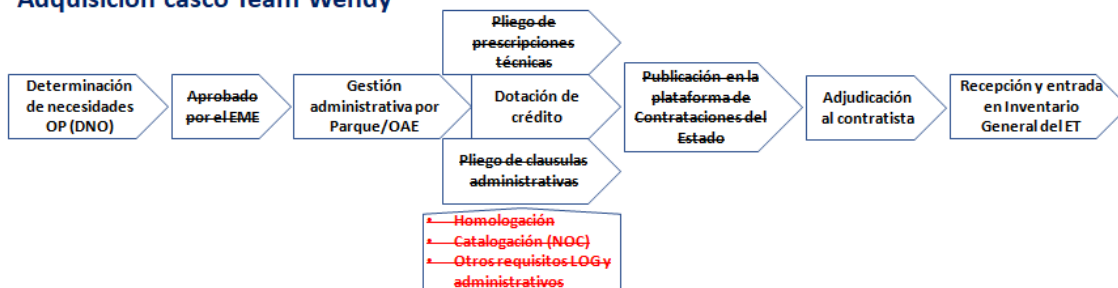 Adquisición casco Team Wendy
Pliego de
prescripciones
técnicas
Determinación
de necesidades
OP (DNO)
Aprobado
por el EME
Gestión
administrativa por
Parque/OAE
Dotación de
crédito
Publicación en la
plataforma de
Contrataciones del
Estado
Adjudicación
al contratista
Recepción y entrada
en Inventario
General del ET
Pliego de clausulas
administrativas
• Homologación
• Catalogación (NOC)
• Otros requisitos LOG y
administrativos